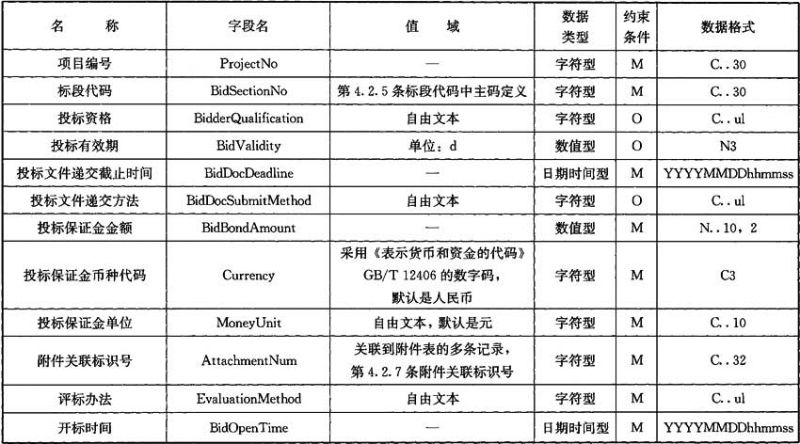 名 称 字段名 值 域 数据类型 约束条件 数据格式
项目编号 ProjectNo — 字符型 M C..30
标段代码 BidSectionNo 第4.2.5条标段代码中主码定义 字符型 M C..30
投标资格 BidderQualification 自由文本 字符型 O C..ul
投标有效期 BidValidity 单位：d 数值型 O N3
投标文件递交截止时间 BidDocDeadline — 日期时间型 M YYYYMMDDhhmmss
投标文件递交方法 BidDocSubmitMethod 自由文本 字符型 O C..ul
投标保证金金额 BidBondAmount — 数值型 M N..10，2
投标保证金币种代码 Currency 采用《表示货币和资金的代码》
GB/T 12406的数字码，
默认是人民币 字符型 M C3
投标保证金单位 MoneyUnit 自由文本，默认是元 字符型 M C..10
附件关联标识号 AttachmentNum 关联到附件表的多条记录，
第4.2.7条附件关联标识号 字符型 M C..32
评标办法 EvaluationMethod 自由文本 字符型 M C..ul
开标时间 BidOpenTime — 日期时间型 M YYYYMMDDhhmmss